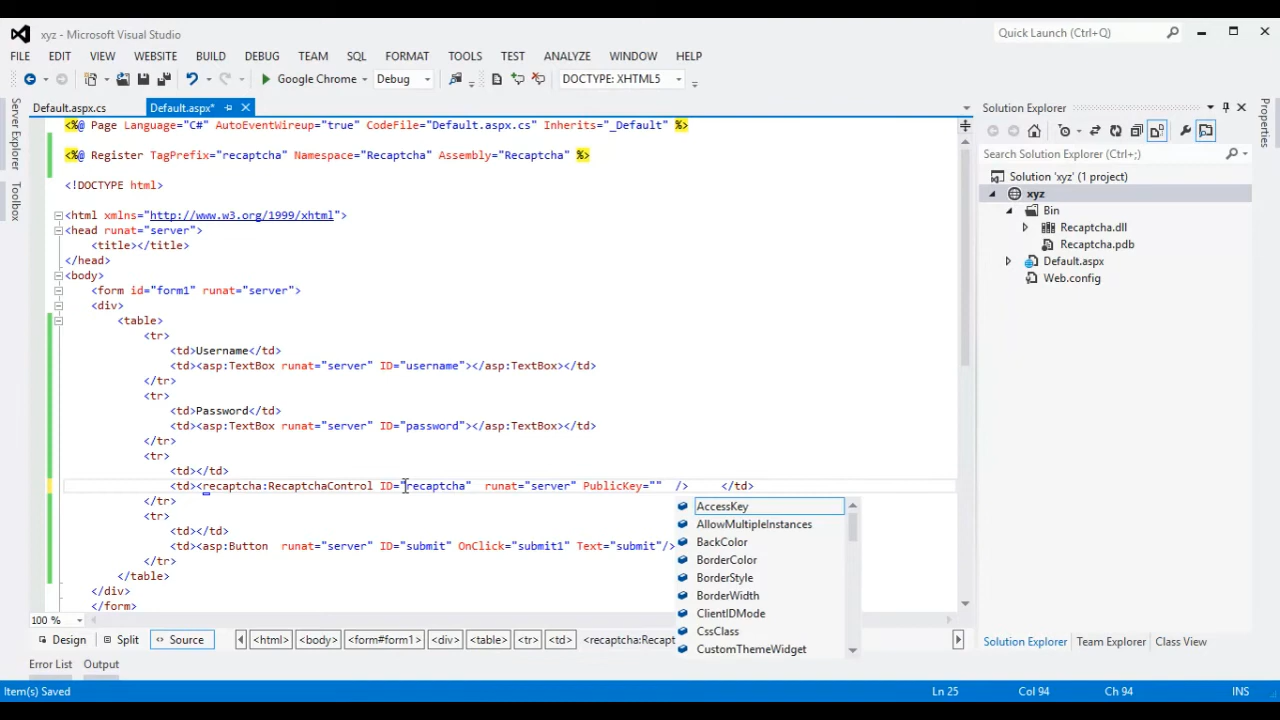 xyz - Microsoft Visual Studio
Quick Launch (Ctrl+Q)
FILE EDIT VIEW WEBSITE BUILD DEBUG TEAM SQL FORMAT TOOLS TEST ANALYZE WINDOW HELP
Google Chrome Debug DOCTYPE: XHTML5
Server Explorer
Toolbox
Default.aspx.cs Default.aspx*
<%@ Page Language="C#" AutoEventWireup="true" CodeFile="Default.aspx.cs" Inherits="_Default" %>
<%@ Register TagPrefix="recaptcha" Namespace="Recaptcha" Assembly="Recaptcha" %>
<!DOCTYPE html>
<html xmlns="http://www.w3.org/1999/xhtml">
<head runat="server">
<title></title>
</head>
<body>
<form id="form1" runat="server">
<div>
<table>
<tr>
<td>Username</td>
<td><asp:TextBox runat="server" ID="username"></asp:TextBox></td>
</tr>
<tr>
<td>Password</td>
<td><asp:TextBox runat="server" ID="password"></asp:TextBox></td>
</tr>
<tr>
<td></td>
<td><recaptcha:RecaptchaControl ID="recaptcha" runat="server" PublicKey="" /> </td>
</tr>
<tr>
<td></td>
<td><asp:Button runat="server" ID="submit" OnClick="submit1" Text="submit"/>
</tr>
</table>
</div>
</form>
AccessKey
AllowMultipleInstances
BackColor
BorderColor
BorderStyle
BorderWidth
ClientIDMode
CssClass
CustomThemeWidget
100 %
Design Split Source <html> <body> <form#form1> <div> <table> <tr> <td> <recaptcha:Recapt
Solution Explorer
Search Solution Explorer (Ctrl+;)
Solution 'xyz' (1 project)
xyz
Bin
Recaptcha.dll
Recaptcha.pdb
Default.aspx
Web.config
Solution Explorer Team Explorer Class View
Properties
Error List Output
Item(s) Saved Ln 25 Col 94 Ch 94 INS